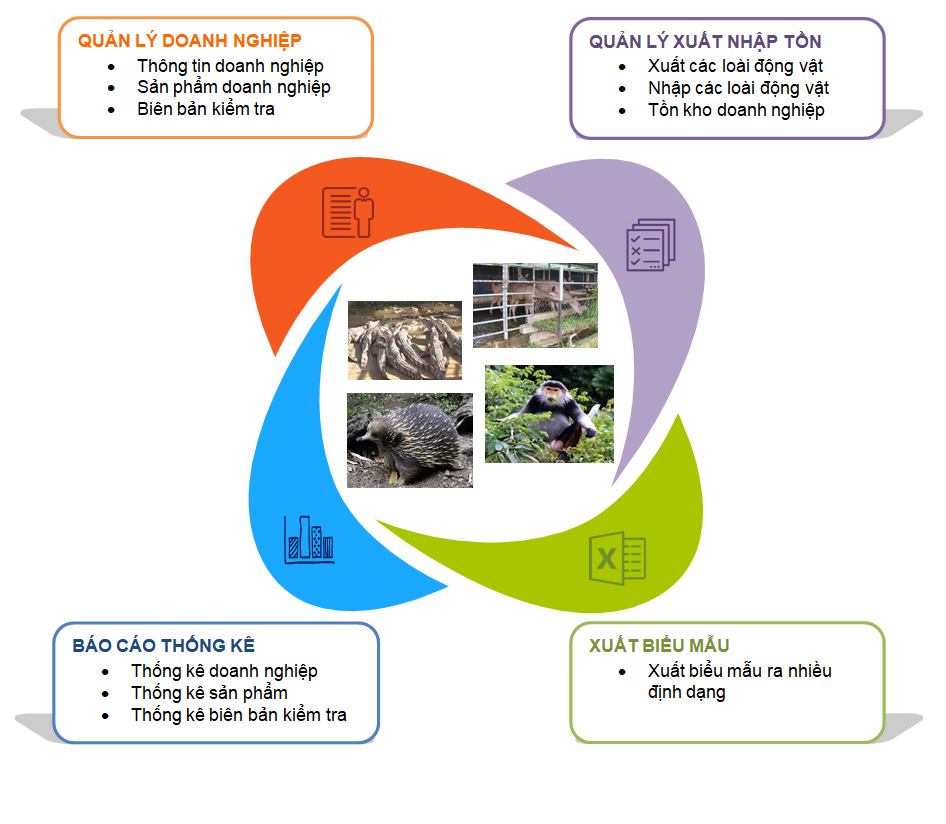 QUẢN LÝ DOANH NGHIỆP
• Thông tin doanh nghiệp
• Sản phẩm doanh nghiệp
• Biên bản kiểm tra
QUẢN LÝ XUẤT NHẬP TỒN
• Xuất các loài động vật
• Nhập các loài động vật
• Tồn kho doanh nghiệp
X
BÁO CÁO THỐNG KÊ
• Thống kê doanh nghiệp
• Thống kê sản phẩm
• Thống kê biên bản kiểm tra
XUẤT BIỂU MẪU
• Xuất biểu mẫu ra nhiều
định dạng